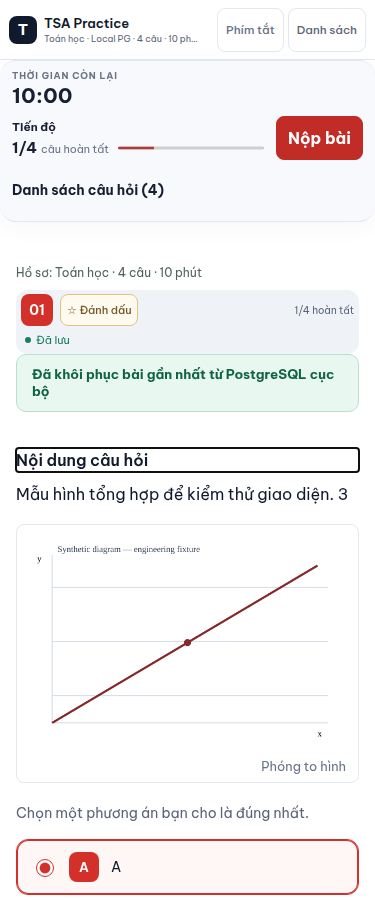 T
TSA Practice
Toán học · Local PG · 4 câu · 10 ph...
Phím tắt
Danh sách
THỜI GIAN CÒN LẠI
10:00
Tiến độ
1/4 câu hoàn tất
Nộp bài
Danh sách câu hỏi (4)
Hồ sơ: Toán học · 4 câu · 10 phút
01
☆ Đánh dấu
1/4 hoàn tất
Đã lưu
Đã khôi phục bài gần nhất từ PostgreSQL cục
bộ
Nội dung câu hỏi
Mẫu hình tổng hợp để kiểm thử giao diện. 3
Synthetic diagram — engineering fixture
y
x
Phóng to hình
Chọn một phương án bạn cho là đúng nhất.
A
A